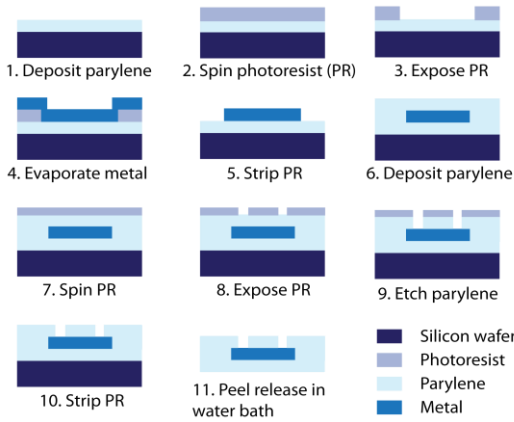 1. Deposit parylene
2. Spin photoresist (PR)
3. Expose PR
4. Evaporate metal
5. Strip PR
6. Deposit parylene
7. Spin PR
8. Expose PR
9. Etch parylene
10. Strip PR
11. Peel release in
water bath
Silicon wafer
Photoresist
Parylene
Metal